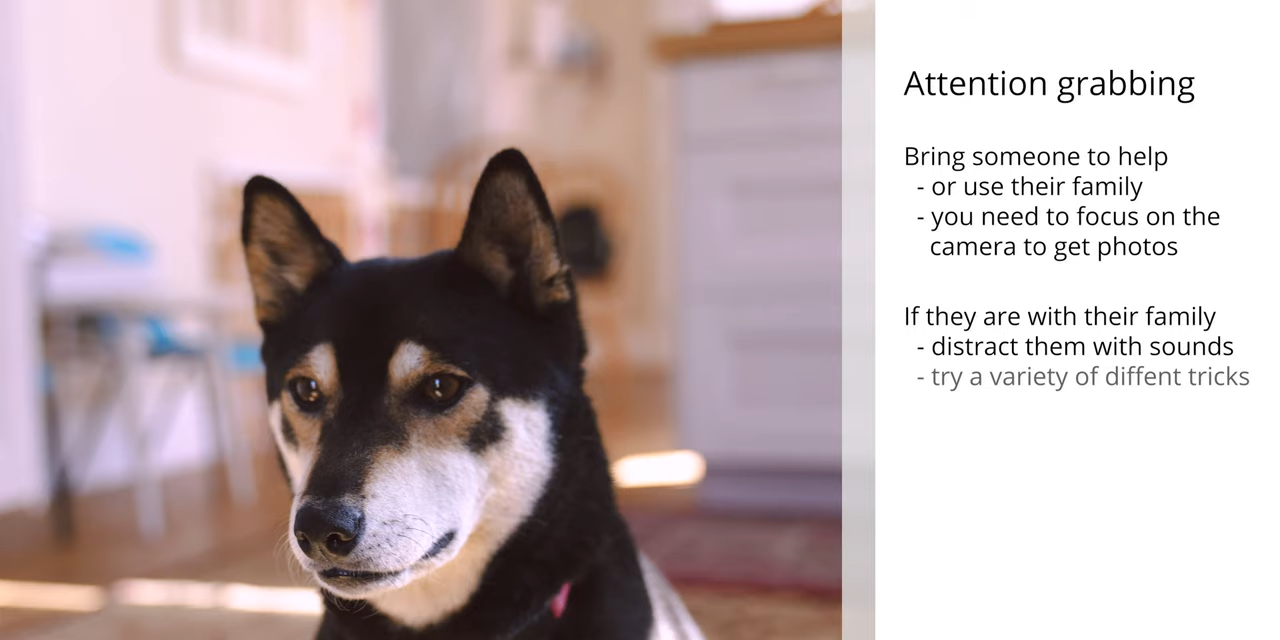 Attention grabbing
Bring someone to help
- or use their family
- you need to focus on the
camera to get photos
If they are with their family
- distract them with sounds
- try a variety of diffent tricks